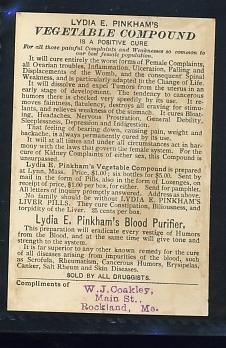 LYDIA E. PINKHAM'S
VEGETABLE COMPOUND
IS A POSITIVE CURE
For all those painful Complaints and Weaknesses so common to
our best female population.
It will cure entirely the worst forms of Female Complaints,
all Ovarian troubles, Inflammation, Ulceration, Falling and
Displacements of the Womb, and the consequent Spinal
Weakness, and is particularly adapted to the Change of Life.
It will dissolve and expel Tumors from the uterus in an
early stage of development. The tendency to cancerous
humors there is checked very speedily by its use. It re-
moves faintness, flatulency, destroys all craving for stimu-
lants, and relieves weakness of the stomach. It cures Bloat-
ing, Headaches, Nervous Prostration, General Debility,
Sleeplessness, Depression and Indigestion.
That feeling of bearing down, causing pain, weight and
backache, is always permanently cured by its use.
It will at all times and under all circumstances act in har-
mony with the laws that govern the female system. For the
cure of Kidney Complaints of either sex, this Compound is
unsurpassed.
Lydia E. Pinkham's Vegetable Compound is prepared
at Lynn, Mass. Price, $1.00; six bottles for $5.00. Sent by
mail in the form of Pills, also in the form of Lozenges, on
receipt of price, $1.00 per box, for either. Send for pamphlet.
All letters of inquiry promptly answered. Address as above.
No family should be without LYDIA E. PINKHAM'S
LIVER PILLS. They cure Constipation, Biliousness, and
torpidity of the Liver. 25 cents per box.
Lydia E. Pinkham's Blood Purifier.
This preparation will eradicate every vestige of Humors
from the Blood, and at the same time will give tone and
strength to the system.
It is far superior to any other known remedy for the cure
of all diseases arising from impurities of the blood, such
as Scrofula, Rheumatism, Cancerous Humors, Erysipelas,
Canker, Salt Rheum and Skin Diseases.
SOLD BY ALL DRUGGISTS.
Compliments of
W. J. Coakley,
Main St.,
Rockland, Me.